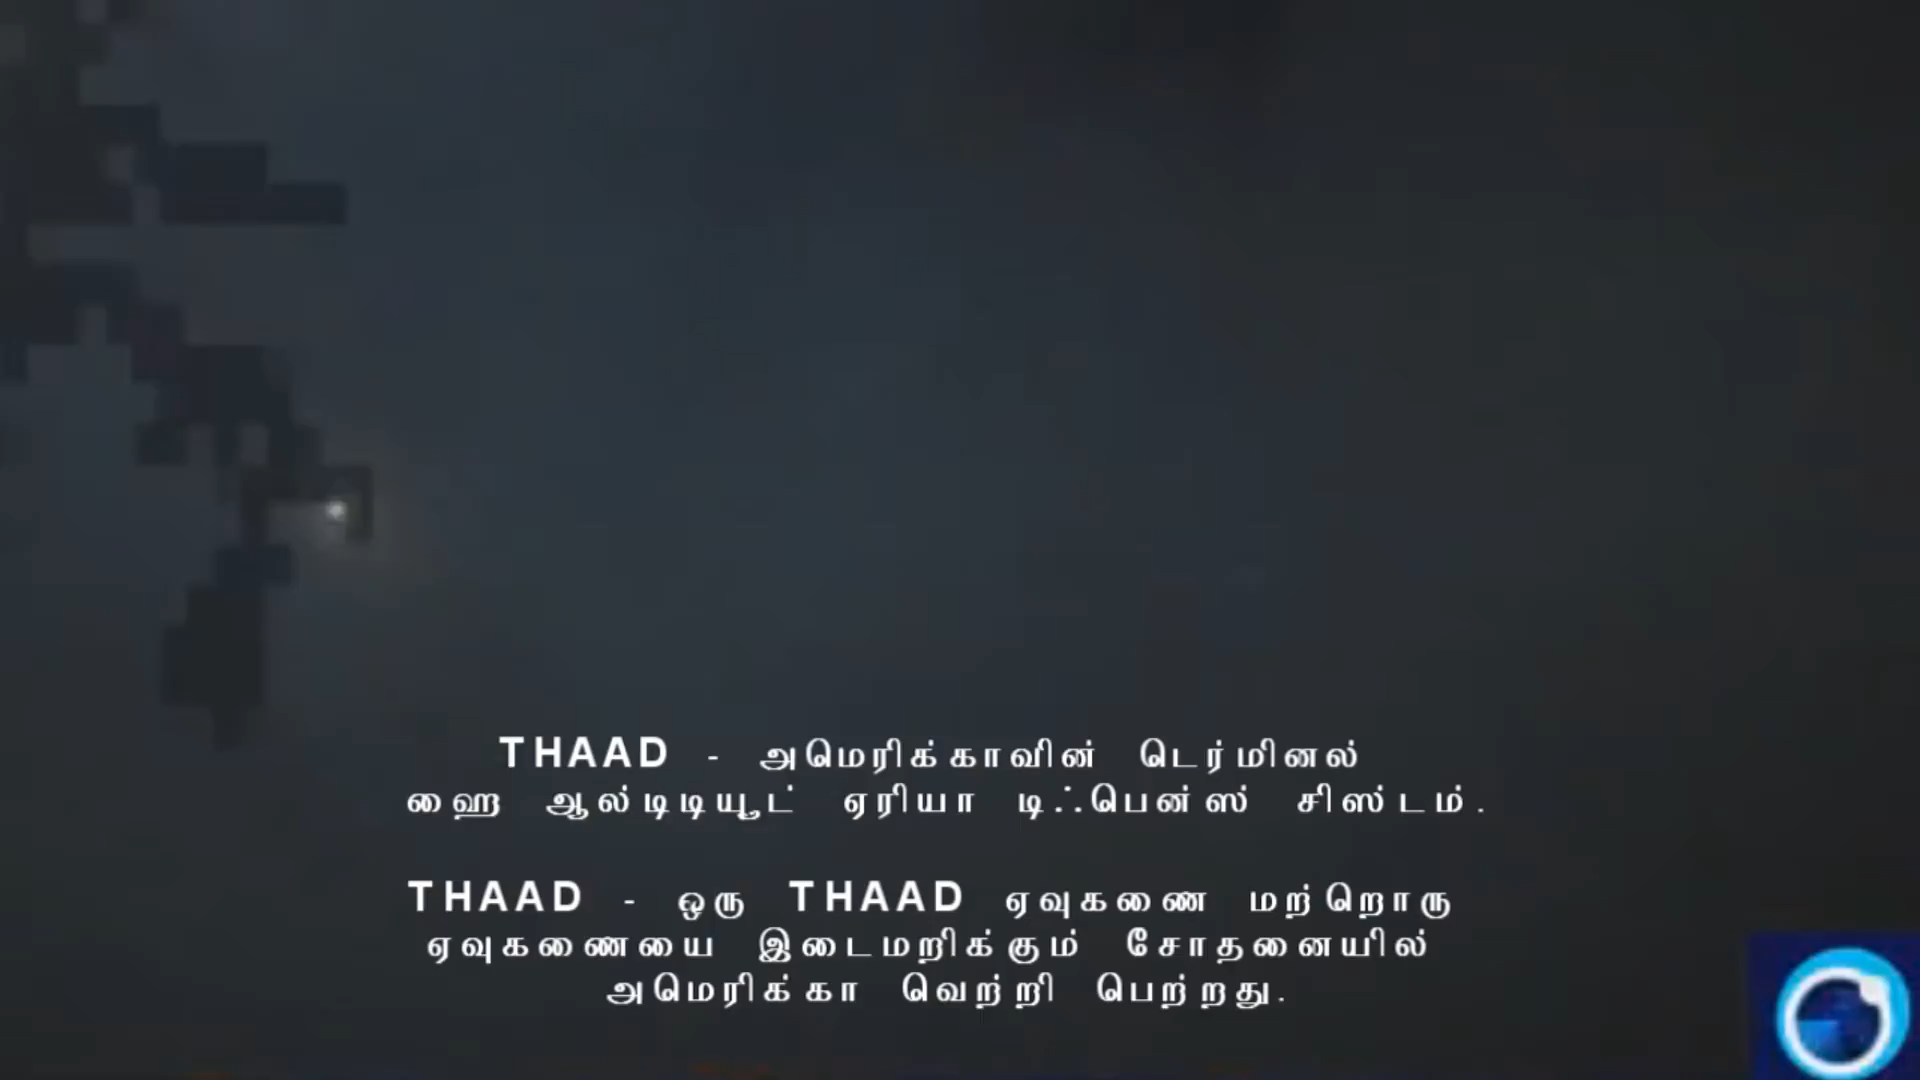 THAAD - அமெரிக்காவின் டெர்மினல்
ஹை ஆல்டிடியூட் ஏரியா டிஃபென்ஸ் சிஸ்டம்.
THAAD - ஒரு THAAD ஏவுகணை மற்றொரு
ஏவுகணையை இடைமறிக்கும் சோதனையில்
அமெரிக்கா வெற்றி பெற்றது.